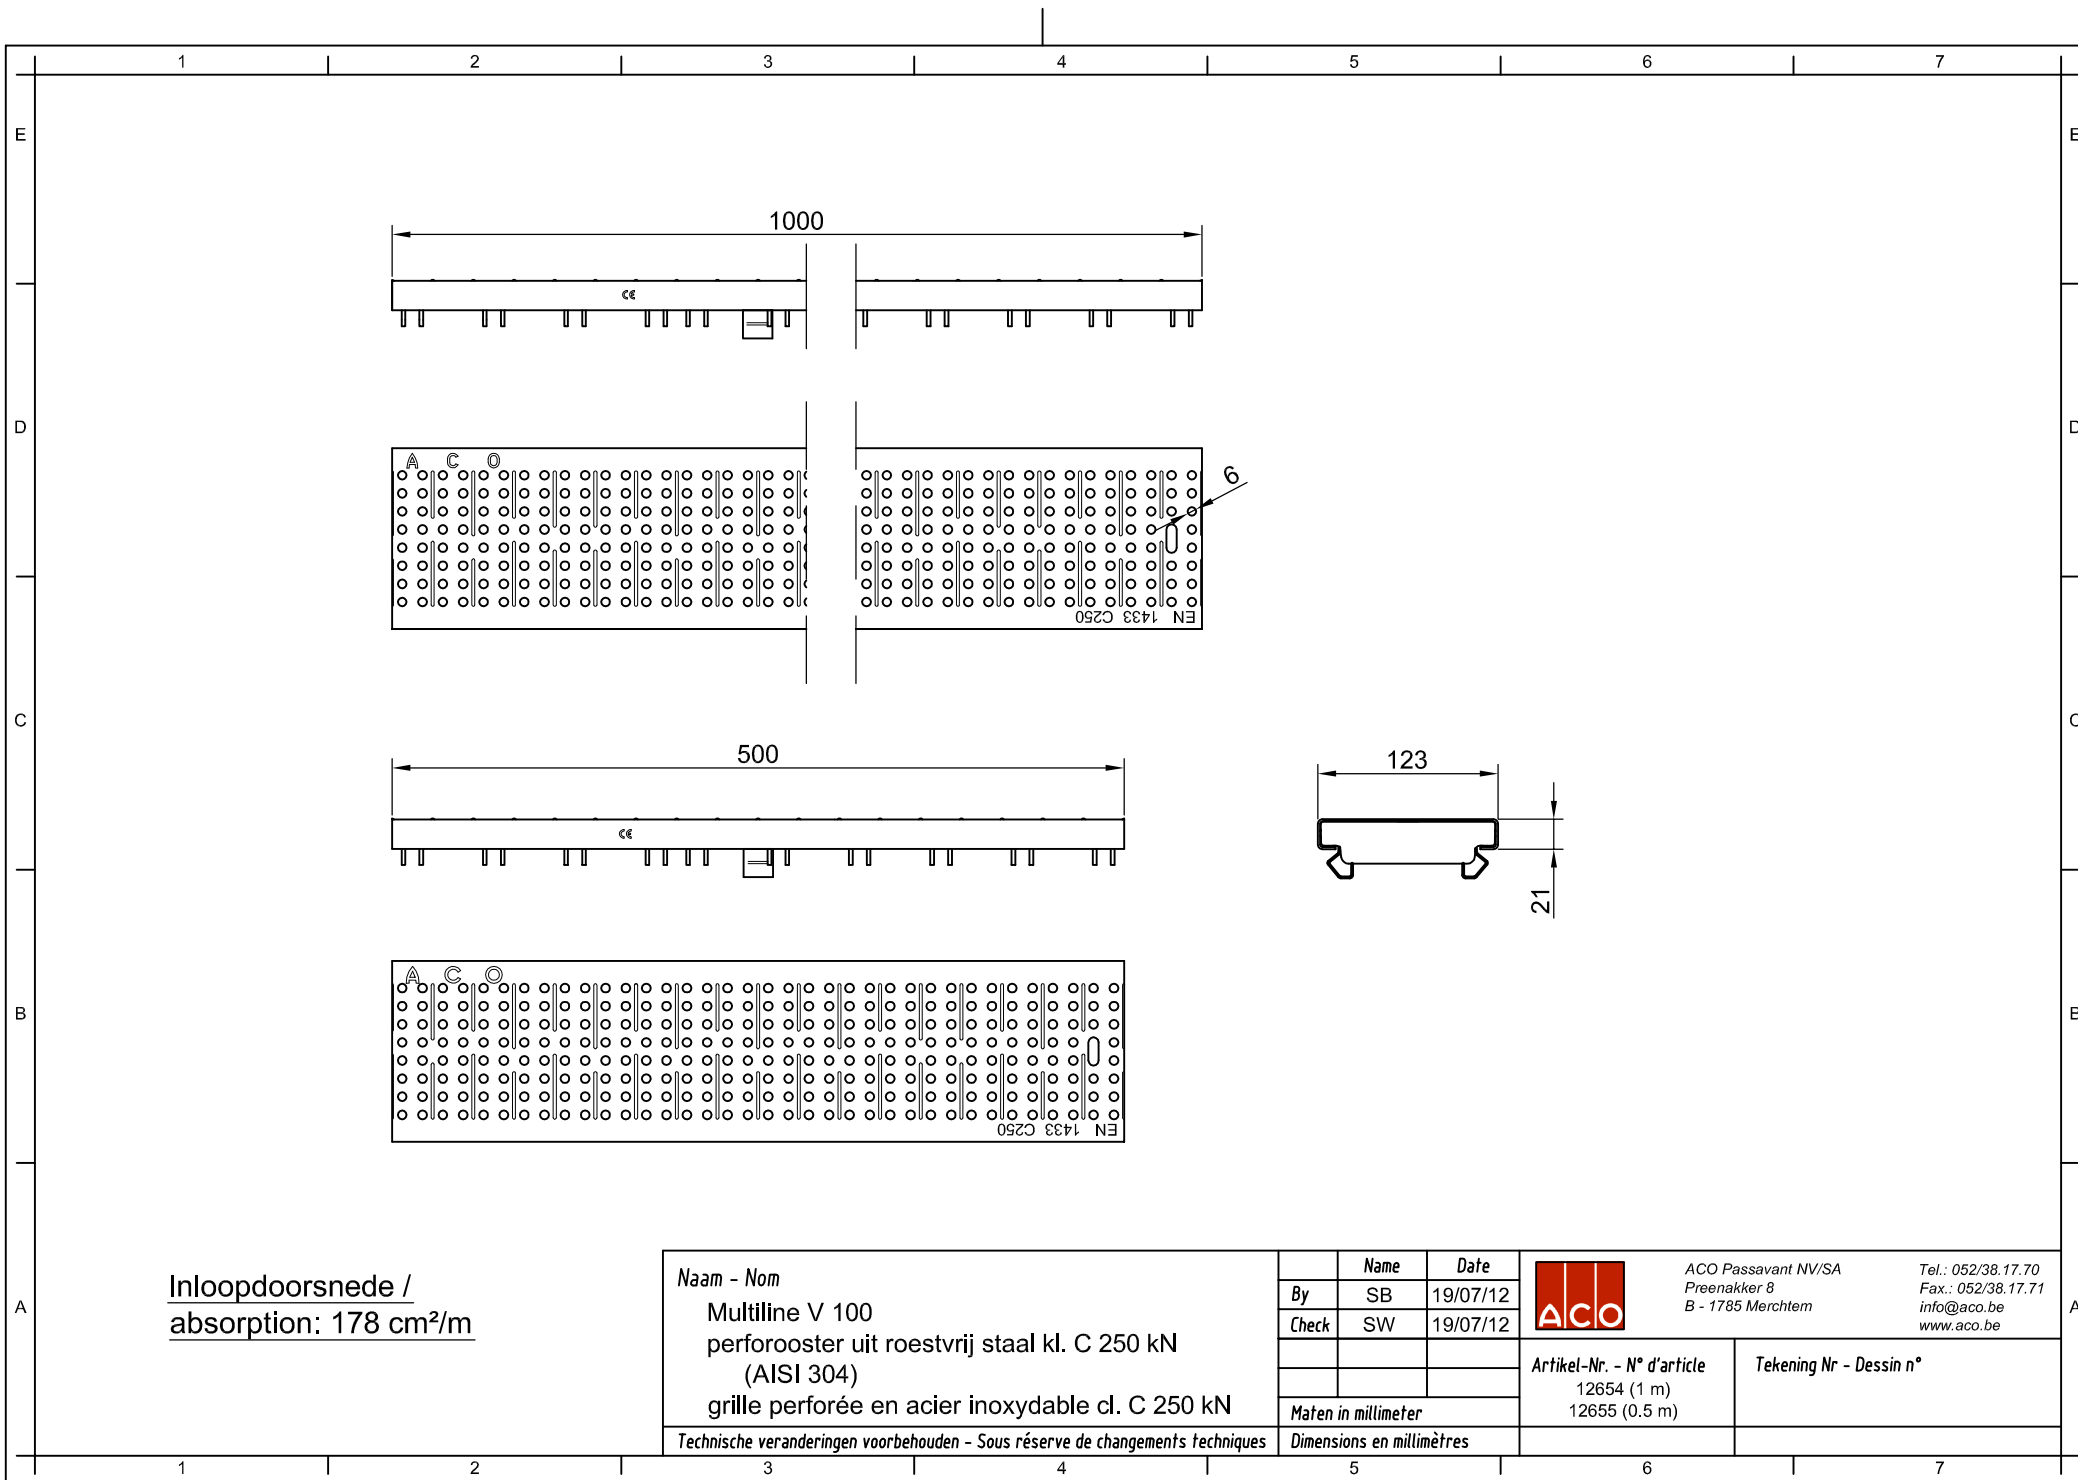 1 2 3 4 5 6 7
E E
1000
CE
D D
A C O
6
EN 1433 C250
C C
500
123
CE
21
A C O
B B
EN 1433 C250
Inloopdoorsnede /
absorption: 178 cm²/m
A A
Naam - Nom
Multiline V 100
perforooster uit roestvrij staal kl. C 250 kN
(AISI 304)
grille perforée en acier inoxydable cl. C 250 kN
Technische veranderingen voorbehouden - Sous réserve de changements techniques
Name Date
By SB 19/07/12
Check SW 19/07/12
Maten in millimeter
Dimensions en millimètres
ACO
ACO Passavant NV/SA
Preenakker 8
B - 1785 Merchtem
Tel.: 052/38.17.70
Fax.: 052/38.17.71
info@aco.be
www.aco.be
Artikel-Nr. - N° d'article
12654 (1 m)
12655 (0.5 m)
Tekening Nr - Dessin n°
1 2 3 4 5 6 7